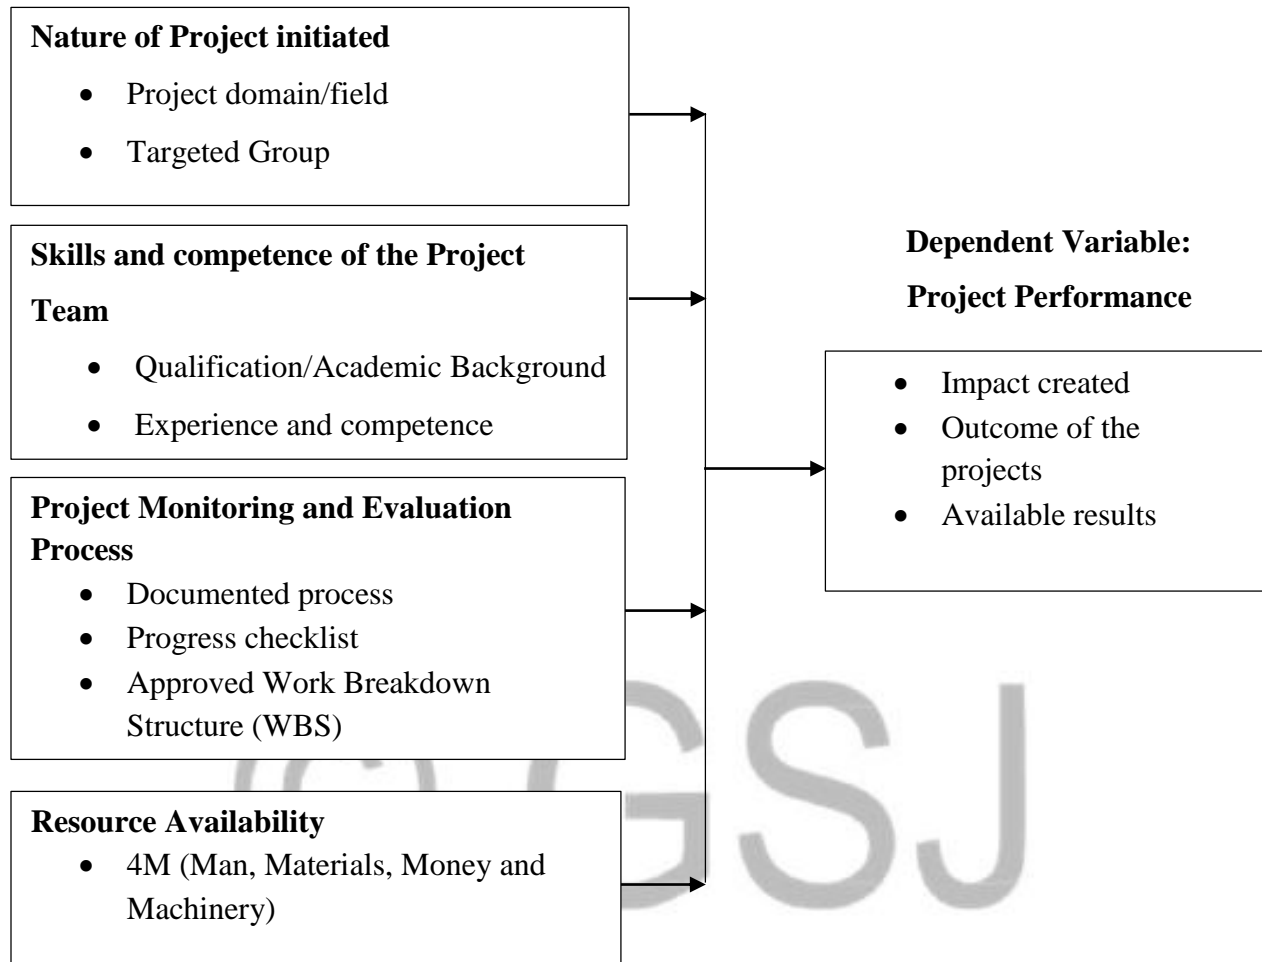 Nature of Project initiated
• Project domain/field
• Targeted Group
Skills and competence of the Project
Team
• Qualification/Academic Background
• Experience and competence
Project Monitoring and Evaluation
Process
• Documented process
• Progress checklist
• Approved Work Breakdown
Structure (WBS)
Resource Availability
• 4M (Man, Materials, Money and
Machinery)
Dependent Variable:
Project Performance
• Impact created
• Outcome of the
projects
• Available results
© GSJ